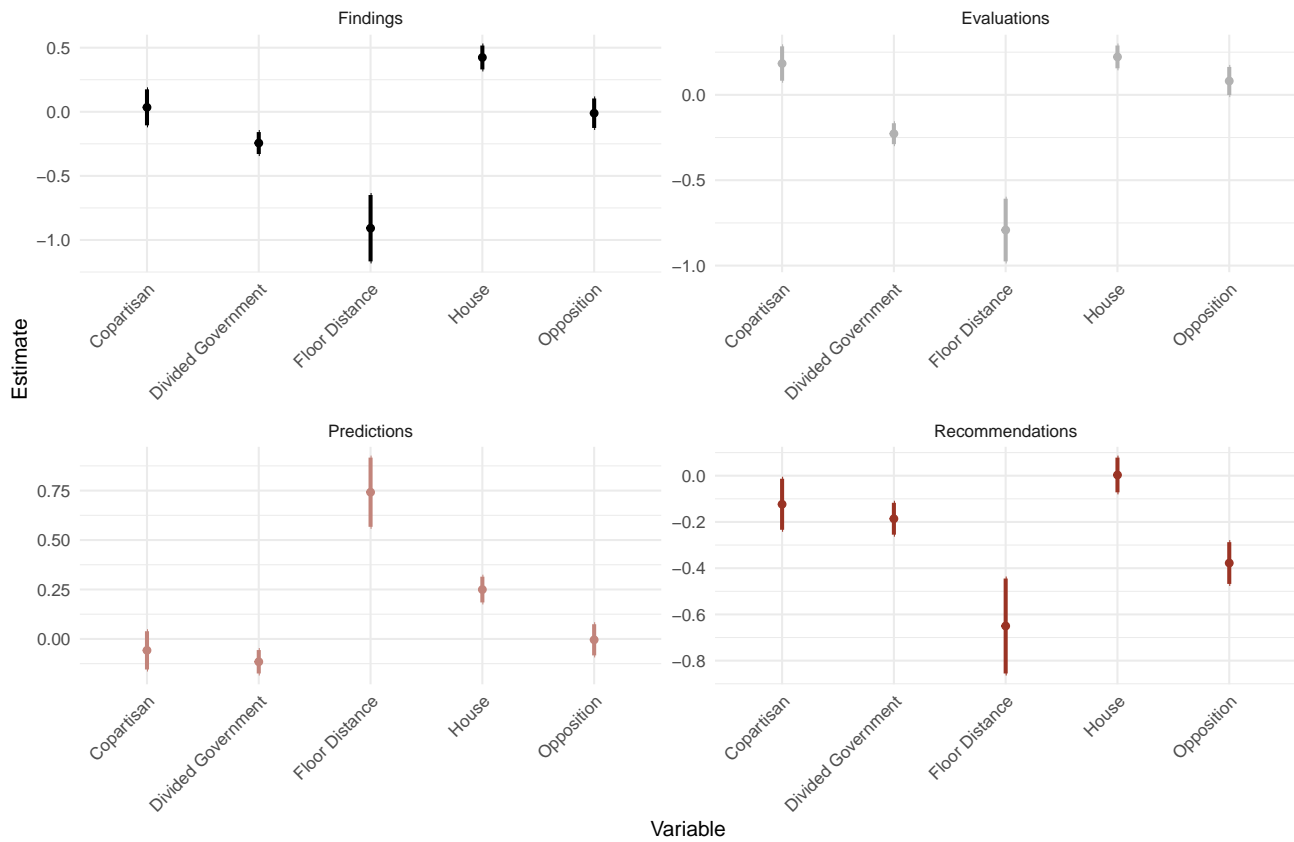 Findings
Evaluations
0.5
0.0
−0.5
−1.0
0.0
−0.5
−1.0
Copartisan
Divided Government
Floor Distance
House
Opposition
Copartisan
Divided Government
Floor Distance
House
Opposition
Estimate
Predictions
Recommendations
0.75
0.50
0.25
0.00
0.0
−0.2
−0.4
−0.6
−0.8
Copartisan
Divided Government
Floor Distance
House
Opposition
Copartisan
Divided Government
Floor Distance
House
Opposition
Variable